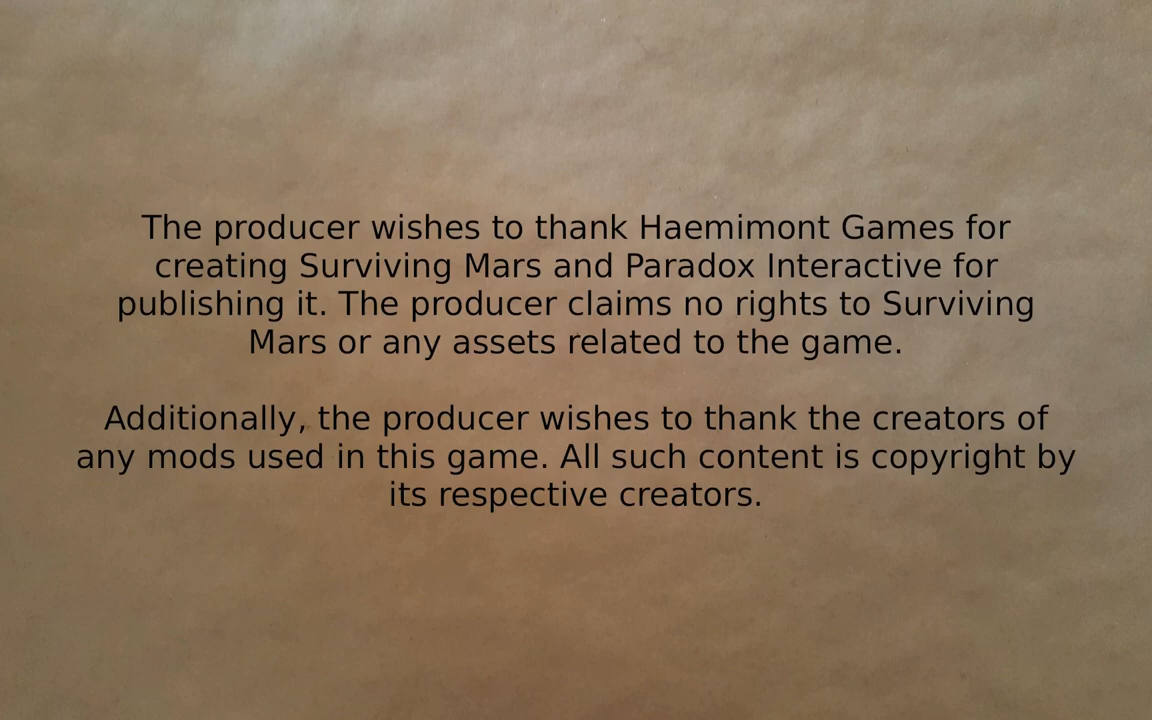 The producer wishes to thank Haemimont Games for
creating Surviving Mars and Paradox Interactive for
publishing it. The producer claims no rights to Surviving
Mars or any assets related to the game.
Additionally, the producer wishes to thank the creators of
any mods used in this game. All such content is copyright by
its respective creators.